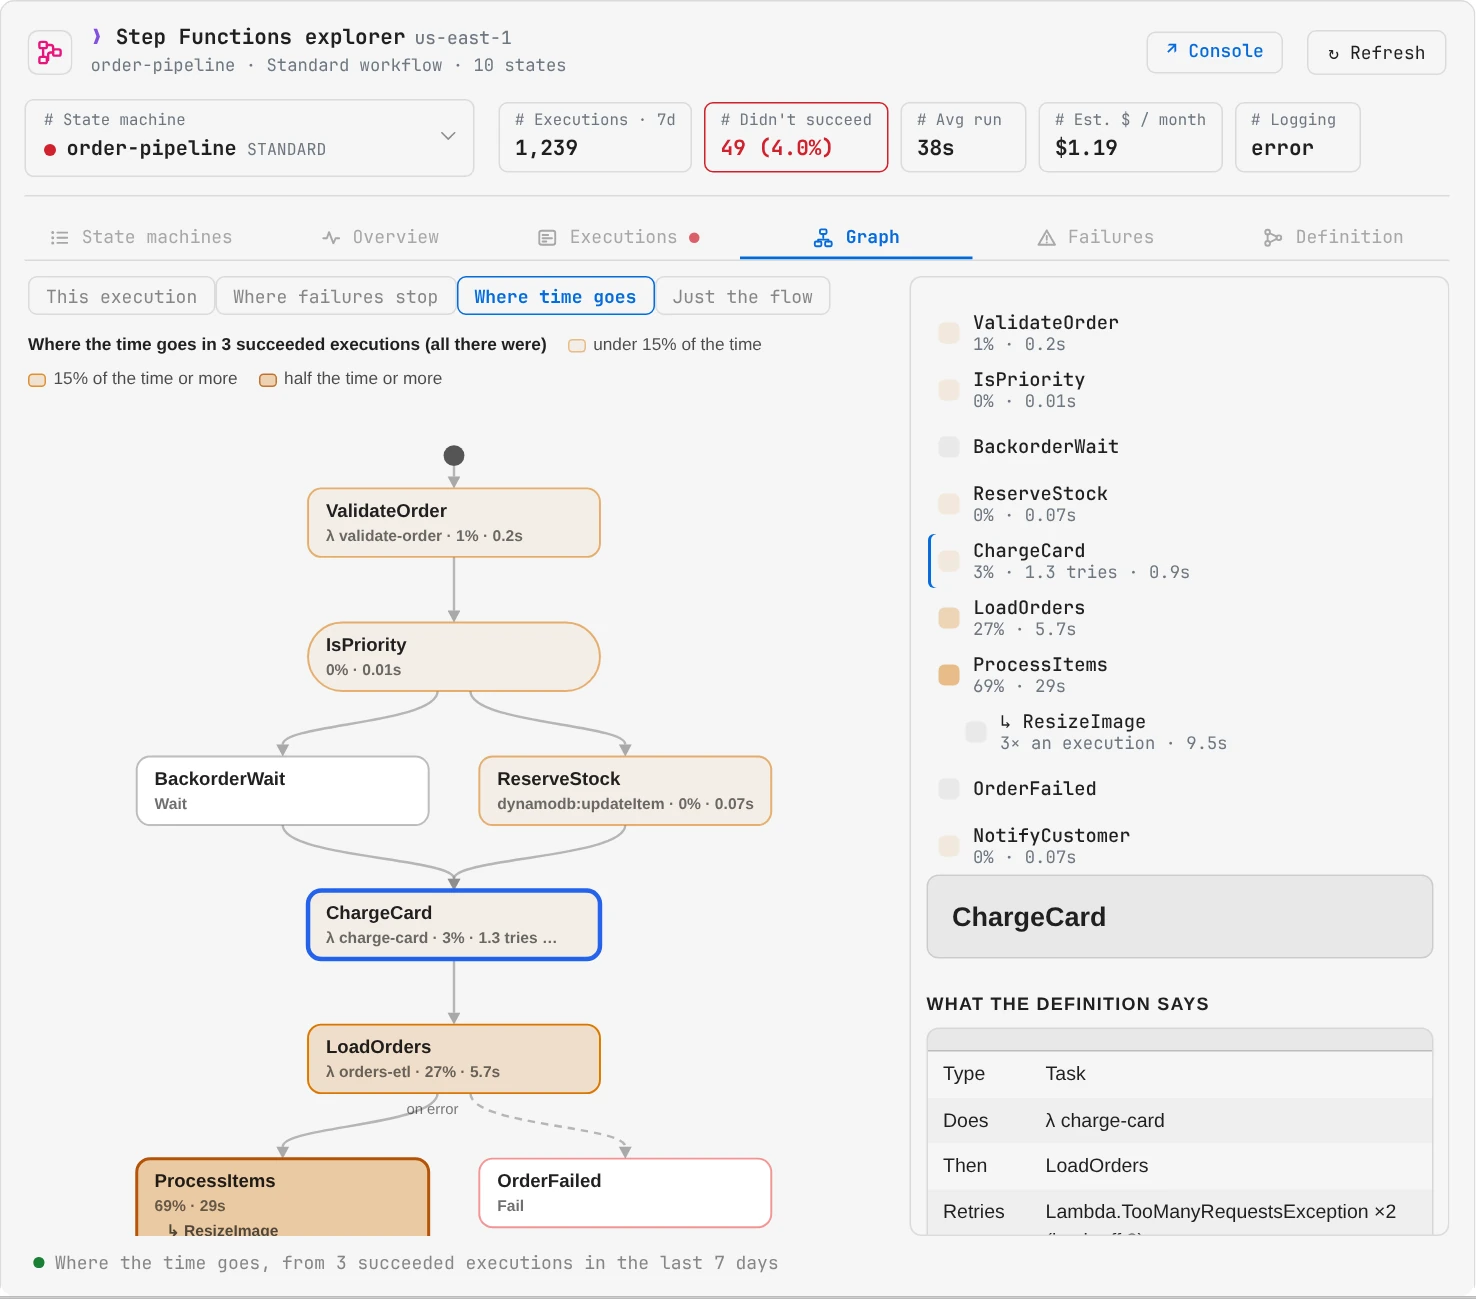 Step Functions explorer us-east-1
order-pipeline · Standard workflow · 10 states
↗ Console
↻ Refresh
# State machine
order-pipeline STANDARD
# Executions · 7d
1,239
# Didn't succeed
49 (4.0%)
# Avg run
38s
# Est. $ / month
$1.19
# Logging
error
State machines
Overview
Executions
Graph
Failures
Definition
This execution
Where failures stop
Where time goes
Just the flow
Where the time goes in 3 succeeded executions (all there were)
under 15% of the time
15% of the time or more
half the time or more
ValidateOrder
λ validate-order · 1% · 0.2s
IsPriority
0% · 0.01s
BackorderWait
Wait
ReserveStock
dynamodb:updateItem · 0% · 0.07s
ChargeCard
λ charge-card · 3% · 1.3 tries …
LoadOrders
λ orders-etl · 27% · 5.7s
on error
ProcessItems
69% · 29s
↳ ResizeImage
OrderFailed
Fail
ValidateOrder
1% · 0.2s
IsPriority
0% · 0.01s
BackorderWait
ReserveStock
0% · 0.07s
ChargeCard
3% · 1.3 tries · 0.9s
LoadOrders
27% · 5.7s
ProcessItems
69% · 29s
↳ ResizeImage
3× an execution · 9.5s
OrderFailed
NotifyCustomer
0% · 0.07s
ChargeCard
WHAT THE DEFINITION SAYS
Type Task
Does λ charge-card
Then LoadOrders
Retries Lambda.TooManyRequestsException ×2
Where the time goes, from 3 succeeded executions in the last 7 days